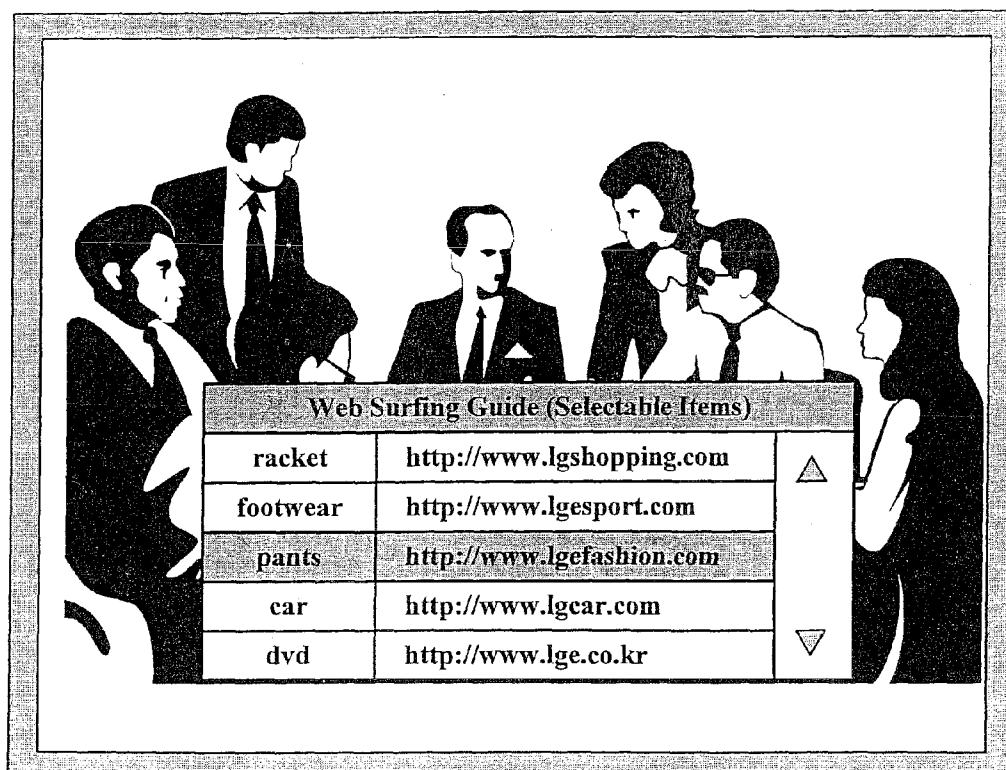 Web Surfing Guide (Selectable Items)
racket http://www.lgshopping.com
footwear http://www.lgesport.com
pants http://www.lgefashion.com
car http://www.lgcar.com
dvd http://www.lge.co.kr